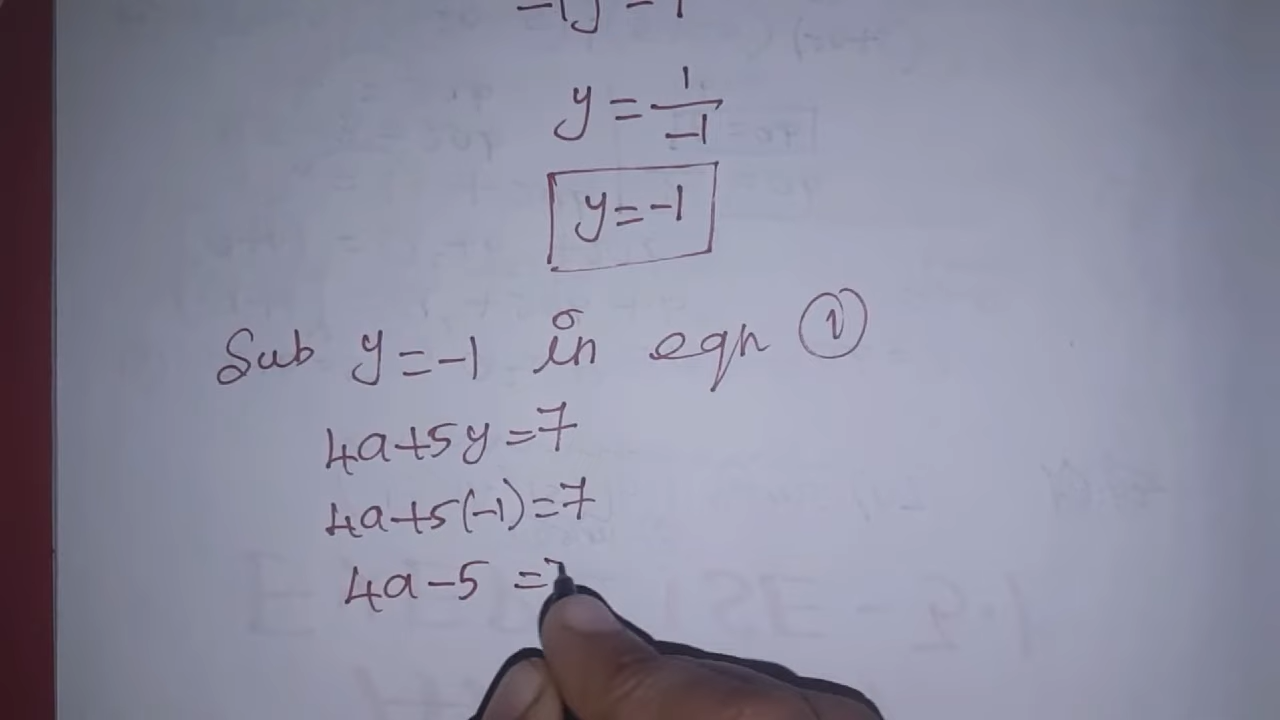 y = 1/-1
y = -1
Sub y = -1 in eqn ①
4a + 5y = 7
4a + 5(-1) = 7
4a - 5 =